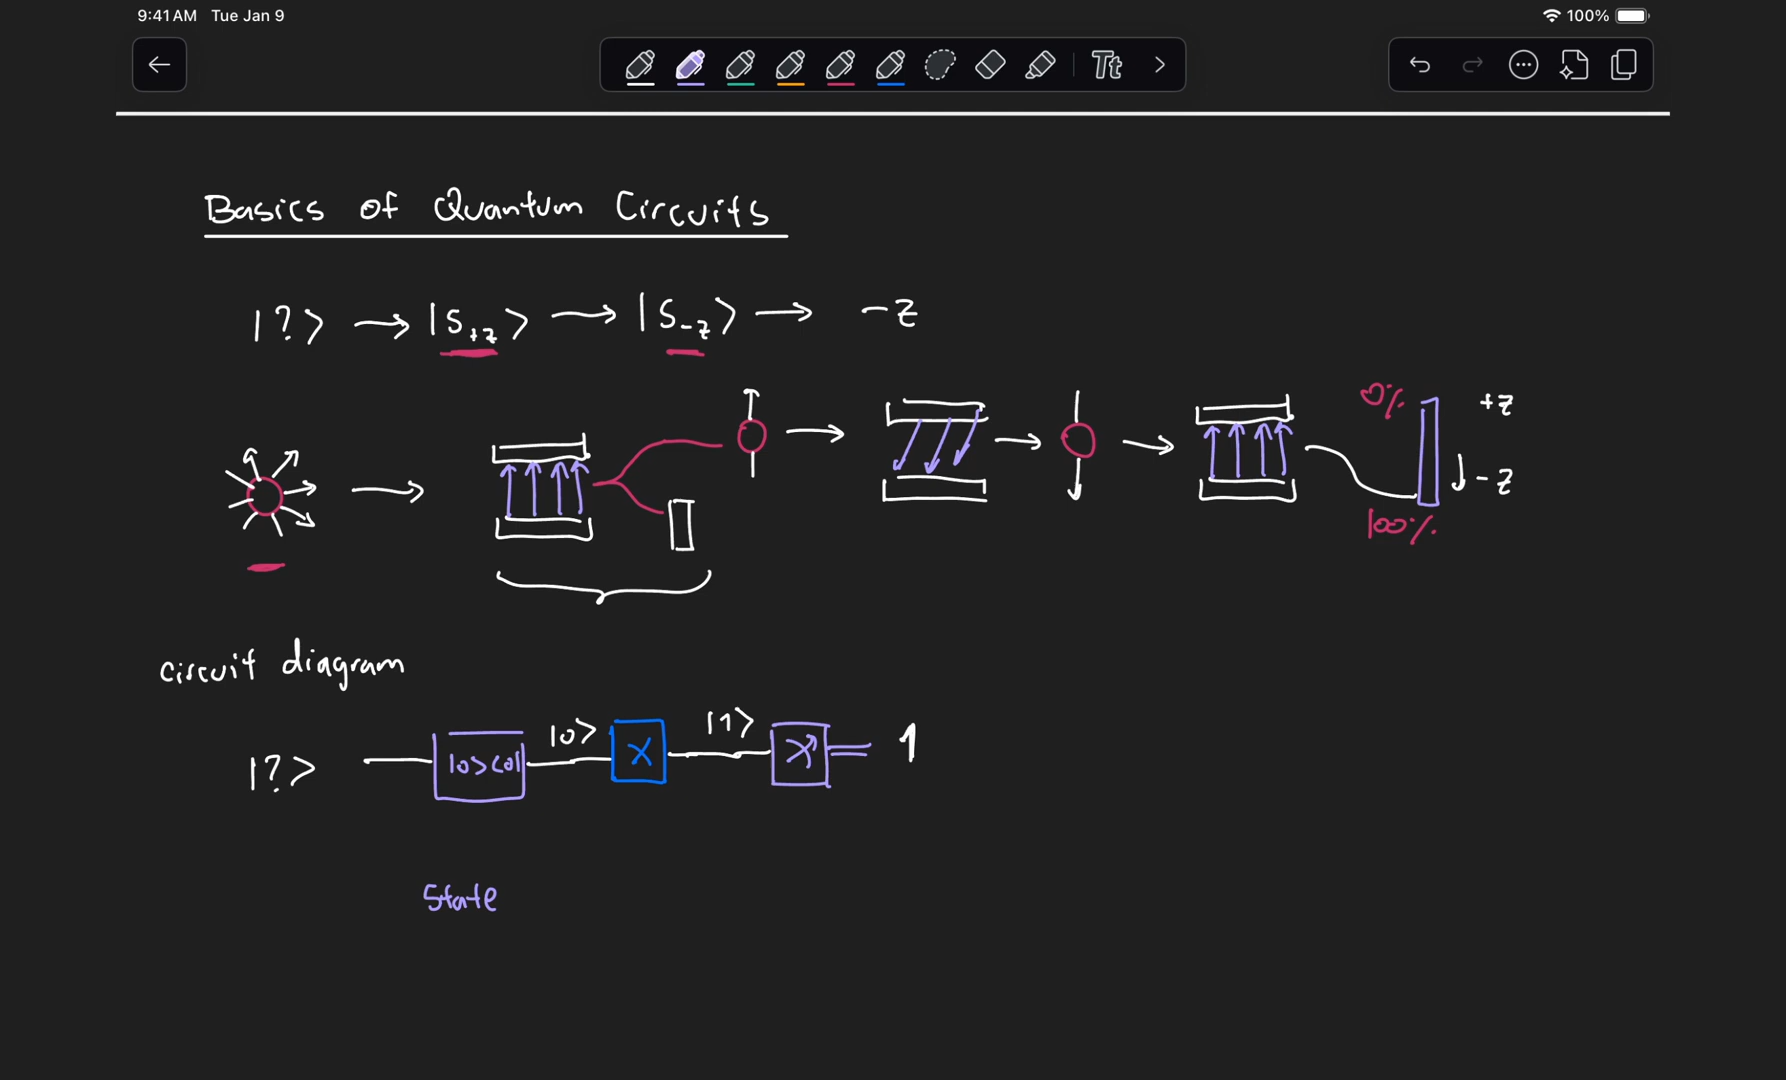 9:41 AM Tue Jan 9
100%
Tt
Basics of Quantum Circuits
|?⟩ → |S₊z⟩ → |S₋z⟩ → -z
0% +z
↓ -z
100%
circuit diagram
|?⟩ |0><0| |0⟩ X |1⟩ 1
State